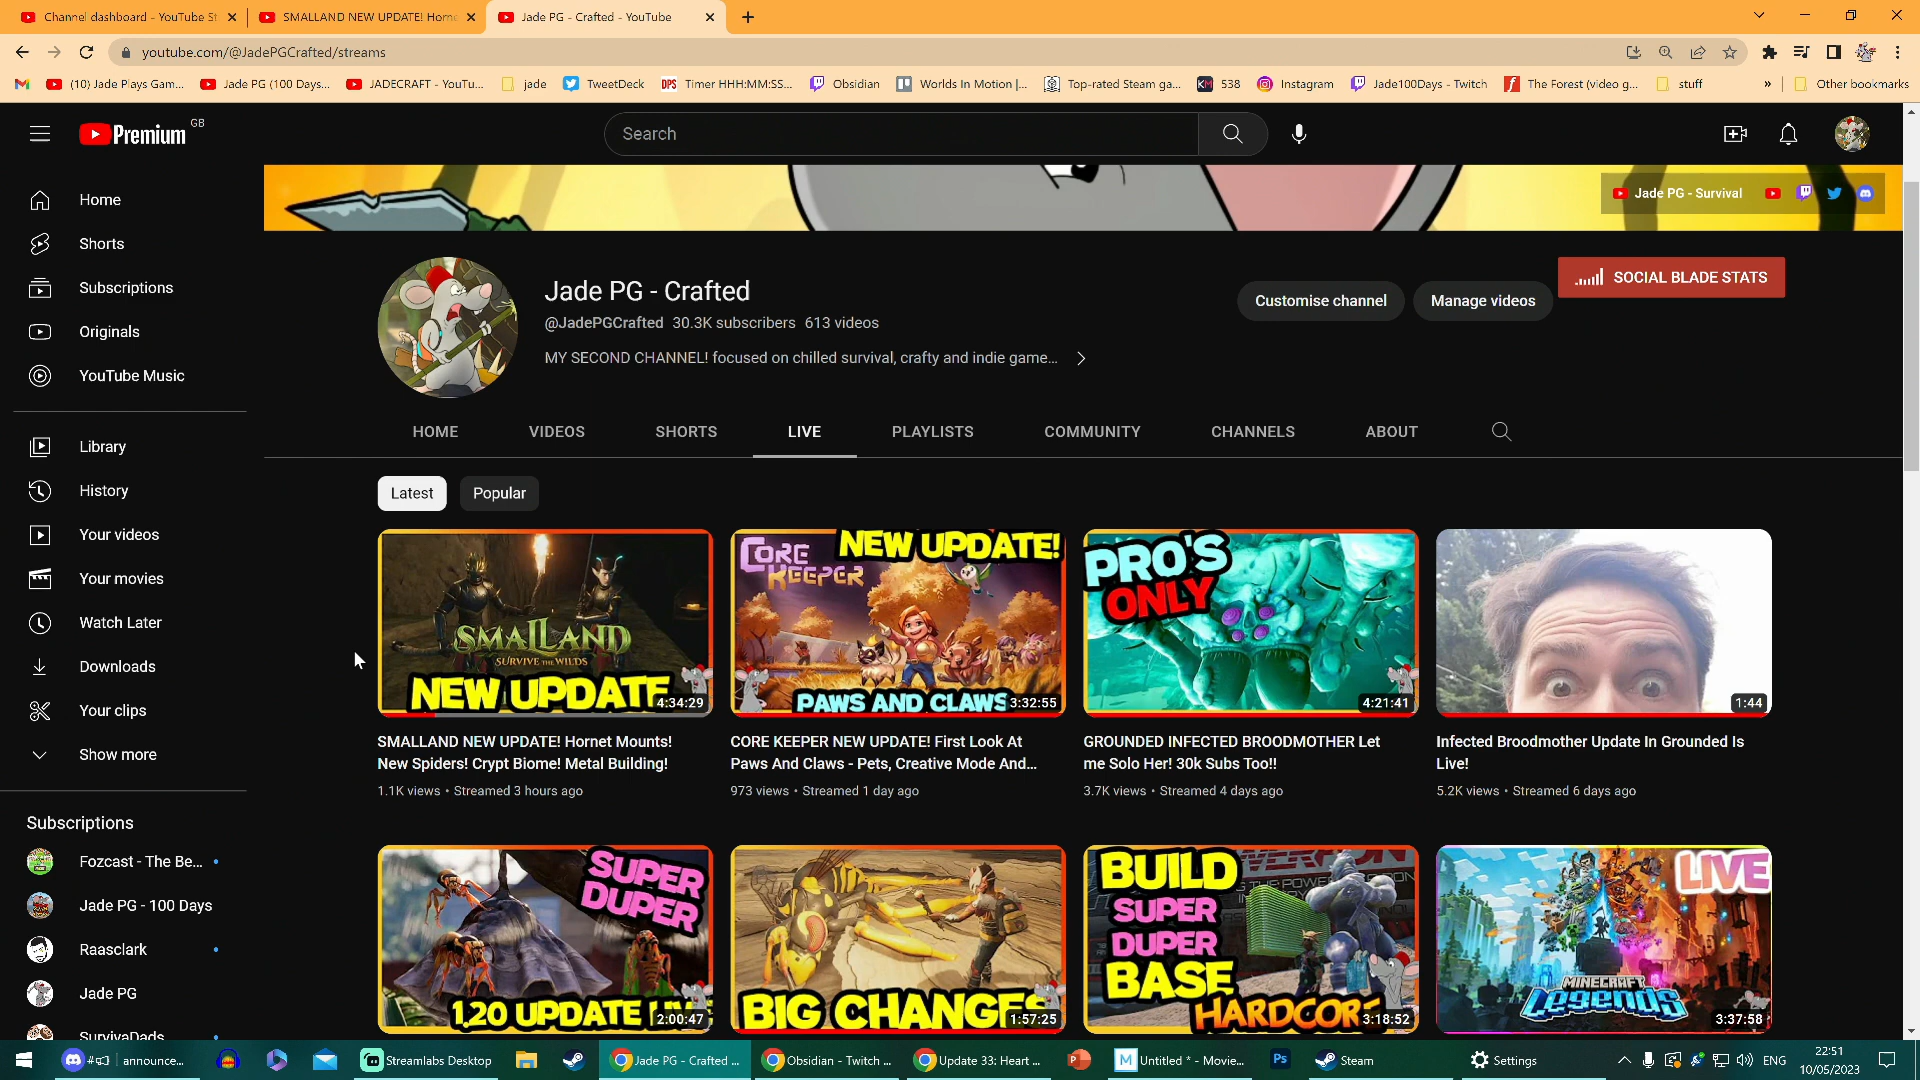 Channel dashboard - YouTube St
SMALLAND NEW UPDATE! Horne
Jade PG - Crafted - YouTube
youtube.com/@JadePGCrafted/streams
(10) Jade Plays Gam...
Jade PG (100 Days...
JADECRAFT - YouTu...
jade
TweetDeck
DPS
Timer HHH:MM:SS...
Obsidian
Worlds In Motion |...
Top-rated Steam ga...
538
Instagram
Jade100Days - Twitch
The Forest (video g...
stuff
»
Other bookmarks
Premium
GB
Search
Jade PG - Survival
Home
Shorts
Subscriptions
Originals
YouTube Music
Library
History
Your videos
Your movies
Watch Later
Downloads
Your clips
Show more
Subscriptions
Fozcast - The Be...
Jade PG - 100 Days
Raasclark
Jade PG
SurvivaDads
Jade PG - Crafted
@JadePGCrafted 30.3K subscribers 613 videos
MY SECOND CHANNEL! focused on chilled survival, crafty and indie game...
Customise channel
Manage videos
SOCIAL BLADE STATS
HOME
VIDEOS
SHORTS
LIVE
PLAYLISTS
COMMUNITY
CHANNELS
ABOUT
Latest
Popular
SMALLAND
SURVIVE THE WILDS
NEW UPDATE
4:34:29
SMALLAND NEW UPDATE! Hornet Mounts!
New Spiders! Crypt Biome! Metal Building!
1.1K views • Streamed 3 hours ago
CORE
KEEPER
NEW UPDATE!
PAWS AND CLAWS
3:32:55
CORE KEEPER NEW UPDATE! First Look At
Paws And Claws - Pets, Creative Mode And...
973 views • Streamed 1 day ago
PRO'S
ONLY
4:21:41
GROUNDED INFECTED BROODMOTHER Let
me Solo Her! 30k Subs Too!!
3.7K views • Streamed 4 days ago
1:44
Infected Broodmother Update In Grounded Is
Live!
5.2K views • Streamed 6 days ago
SUPER
DUPER
1.20 UPDATE
2:00:47
BIG CHANGES
1:57:25
BUILD
SUPER
DUPER
BASE
HARDCORE
3:18:52
LIVE
MINECRAFT
Legends
3:37:58
announce...
Streamlabs Desktop
Jade PG - Crafted ...
Obsidian - Twitch ...
Update 33: Heart ...
Untitled * - Movie...
Ps
Steam
Settings
ENG
22:51
10/05/2023